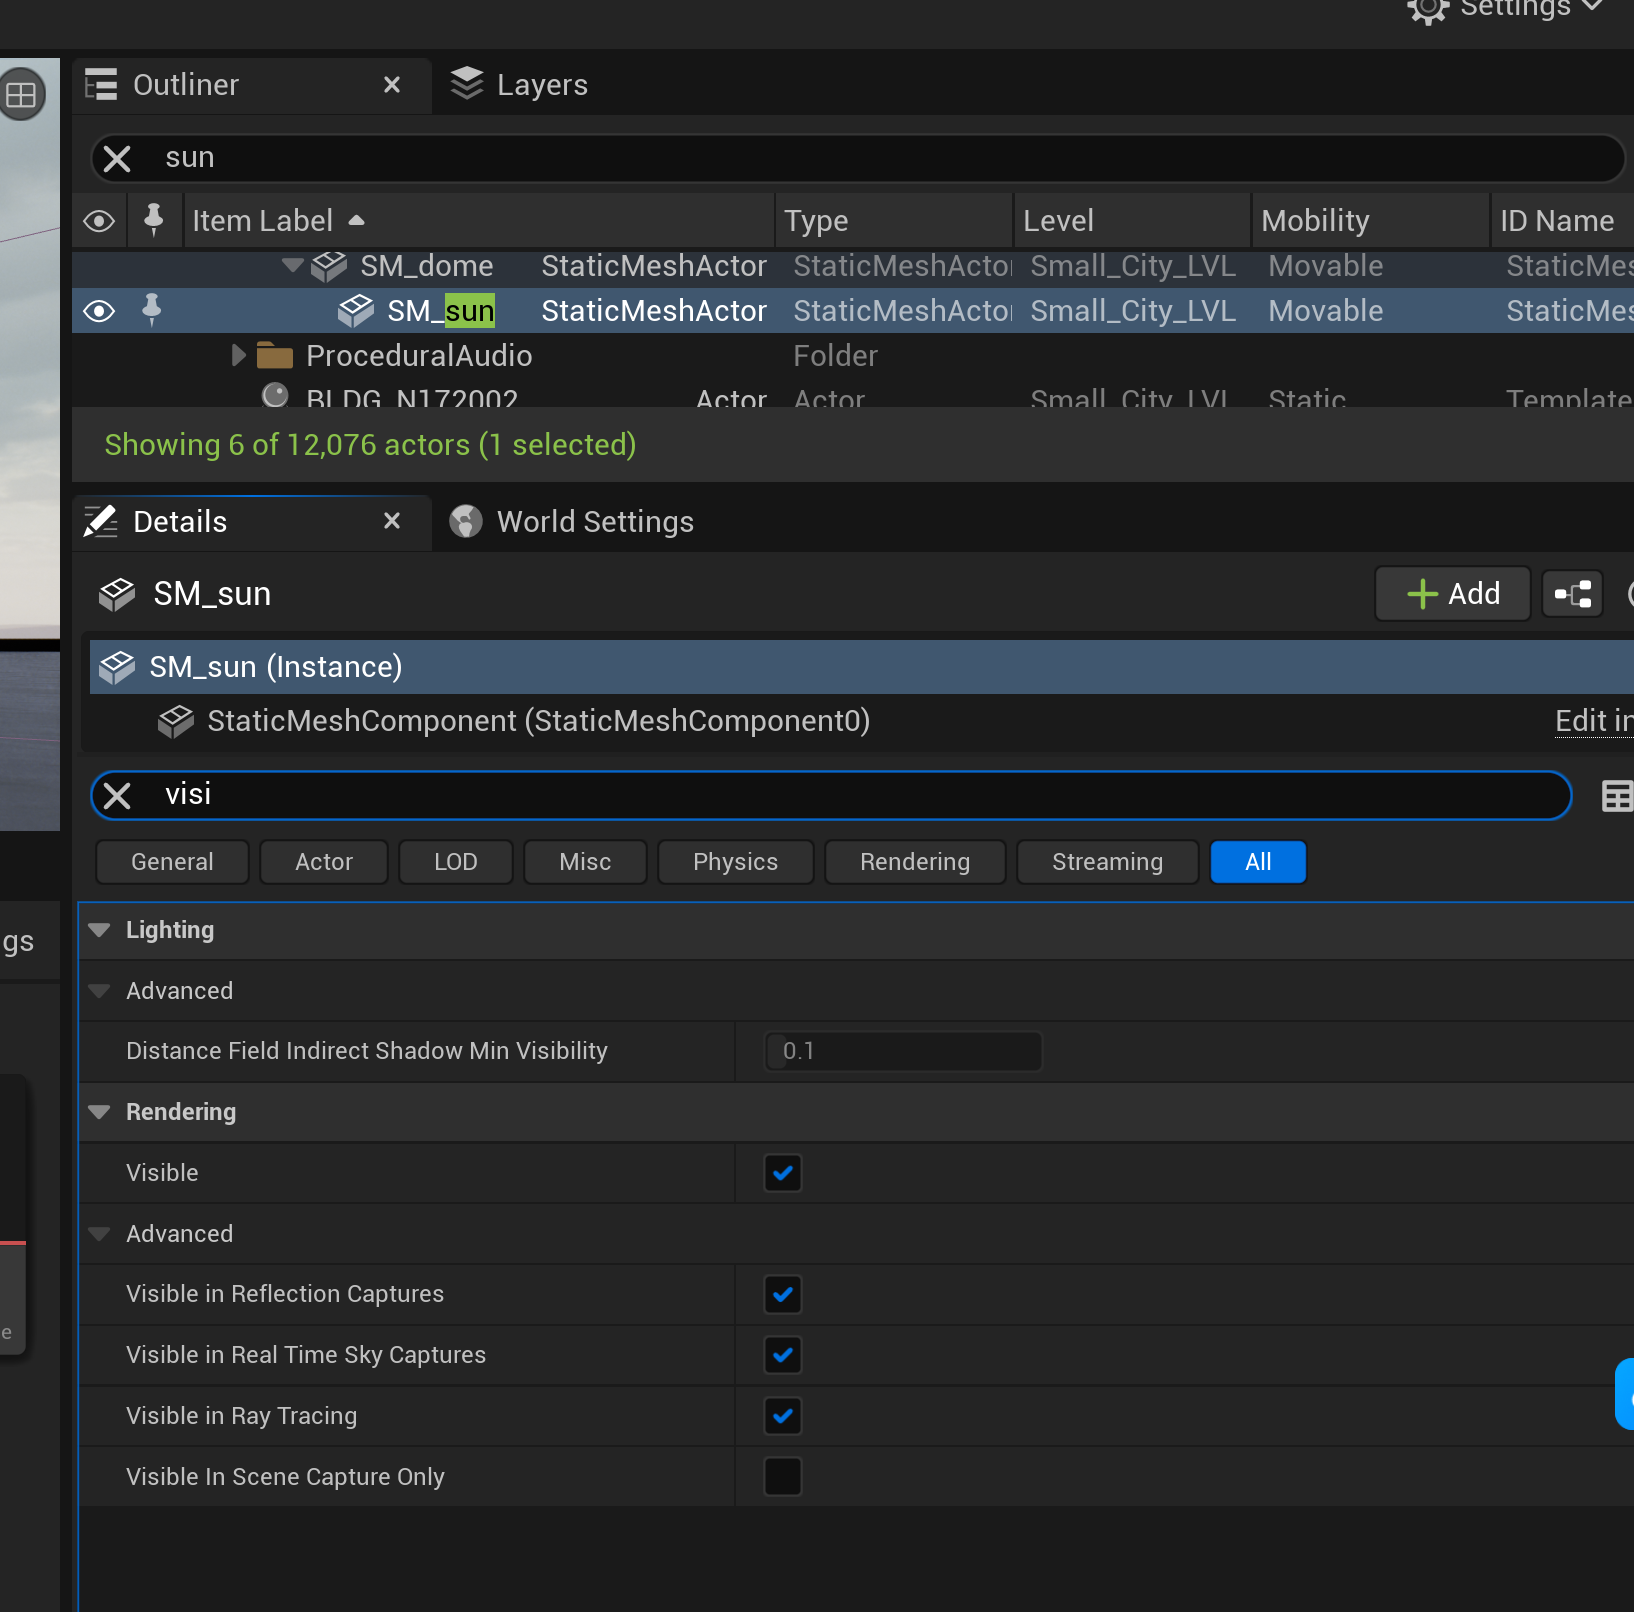 Settings
Outliner
Layers
sun
Item Label Type Level Mobility ID Name
SM_dome StaticMeshActor StaticMeshActo Small_City_LVL Movable StaticMes
SM_sun StaticMeshActor StaticMeshActo Small_City_LVL Movable StaticMes
ProceduralAudio Folder
BLDG_N172002 Actor Actor Small_City_LVL Static Template
Showing 6 of 12,076 actors (1 selected)
Details
World Settings
SM_sun
Add
SM_sun (Instance)
StaticMeshComponent (StaticMeshComponent0) Edit in
visi
General Actor LOD Misc Physics Rendering Streaming All
Lighting
gs
Advanced
Distance Field Indirect Shadow Min Visibility 0.1
Rendering
Visible
Advanced
Visible in Reflection Captures
e
Visible in Real Time Sky Captures
Visible in Ray Tracing
Visible In Scene Capture Only